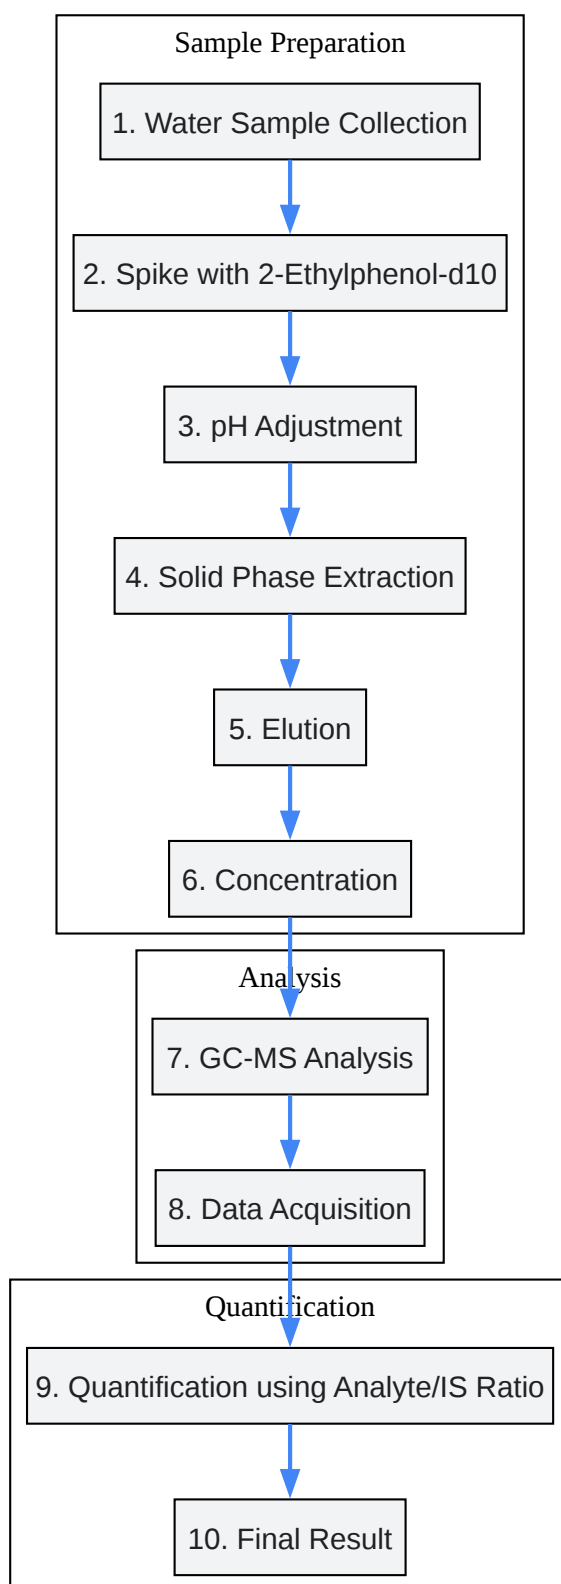 Sample Preparation
1. Water Sample Collection
2. Spike with 2-Ethylphenol-d10
3. pH Adjustment
4. Solid Phase Extraction
5. Elution
6. Concentration
Analysis
7. GC-MS Analysis
8. Data Acquisition
Quantification
9. Quantification using Analyte/IS Ratio
10. Final Result